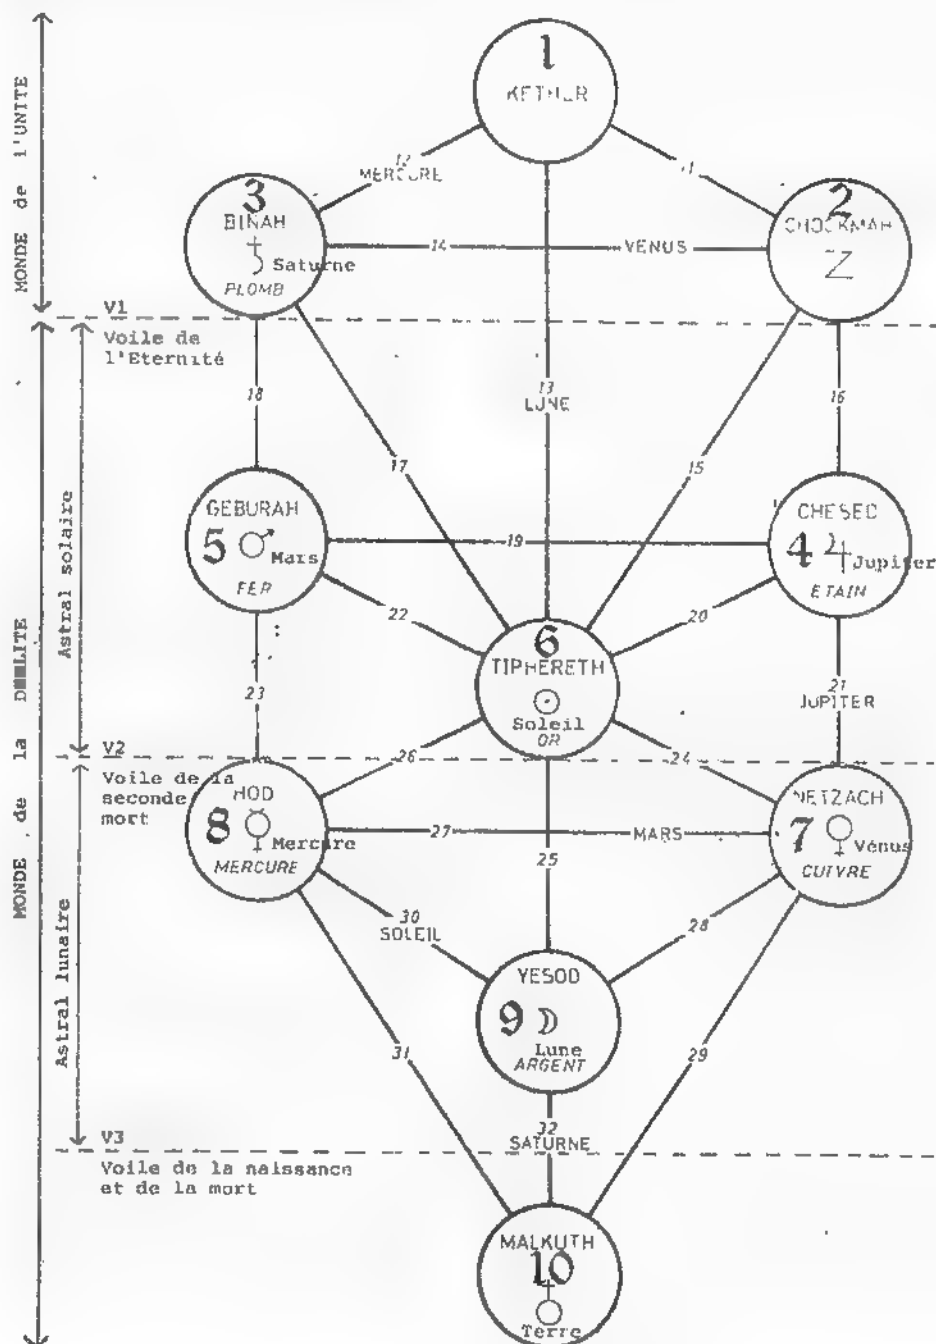 MONDE de l'UNITE
1
KETHER
12
MERCURE
11
3
BINAH
Saturne
PLOMB
2
CHOCKMAH
Z
14
VENUS
V1
Voile de
l'Eternité
18
13
LUNE
16
17
15
Astral solaire
MONDE de la
GEBURAH
5
♂
Mars
FER
19
CHESED
4
♃
Jupiter
ETAIN
22
20
6
TIPHERETH
☉
Soleil
OR
23
21
JUPITER
V2
Voile de la
seconde
mort
26
24
HOD
8
☿
Mercure
MERCURE
27
MARS
NETZACH
7
♀
Vénus
CUIVRE
25
30
SOLEIL
28
Astral lunaire
YESOD
9
☽
Lune
ARGENT
31
29
32
SATURNE
V3
Voile de la naissance
et de la mort
MALKUTH
10
Terre